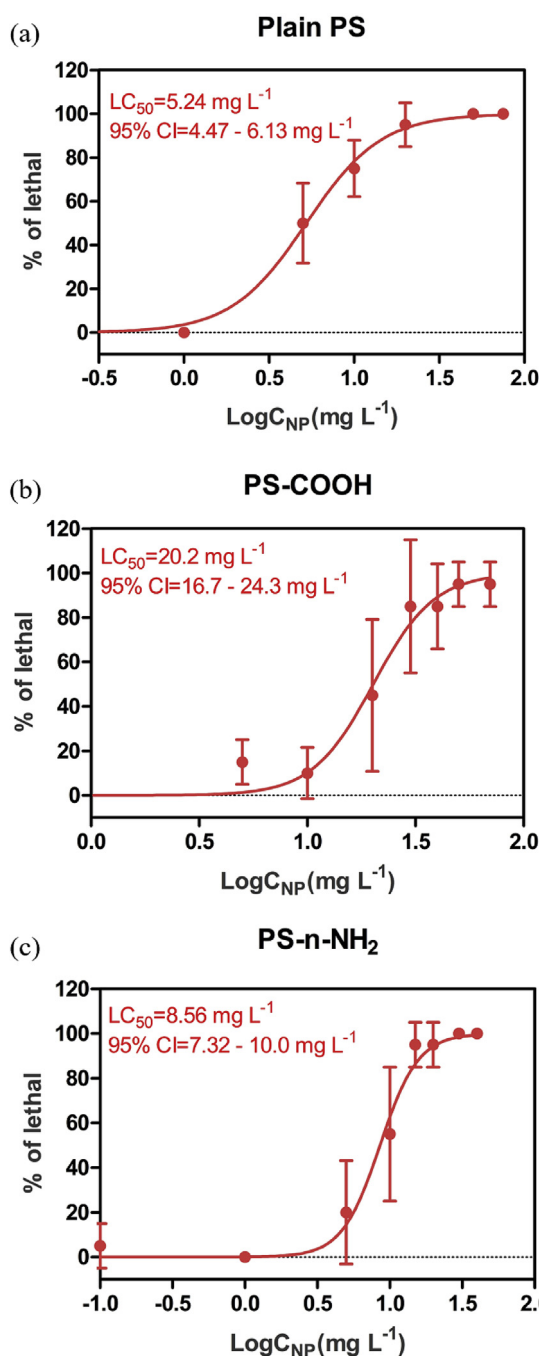 (a)
Plain PS
LC₅₀=5.24 mg L⁻¹
95% CI=4.47 - 6.13 mg L⁻¹
120
100
80
60
40
20
0
% of lethal
-0.5 0.0 0.5 1.0 1.5 2.0
LogC_NP(mg L⁻¹)
(b)
PS-COOH
LC₅₀=20.2 mg L⁻¹
95% CI=16.7 - 24.3 mg L⁻¹
120
100
80
60
40
20
0
% of lethal
0.0 0.5 1.0 1.5 2.0
LogC_NP(mg L⁻¹)
(c)
PS-n-NH₂
LC₅₀=8.56 mg L⁻¹
95% CI=7.32 - 10.0 mg L⁻¹
120
100
80
60
40
20
0
% of lethal
-1.0 0.0 0.5 1.0 1.5 2.
LogC_NP(mg L⁻¹)